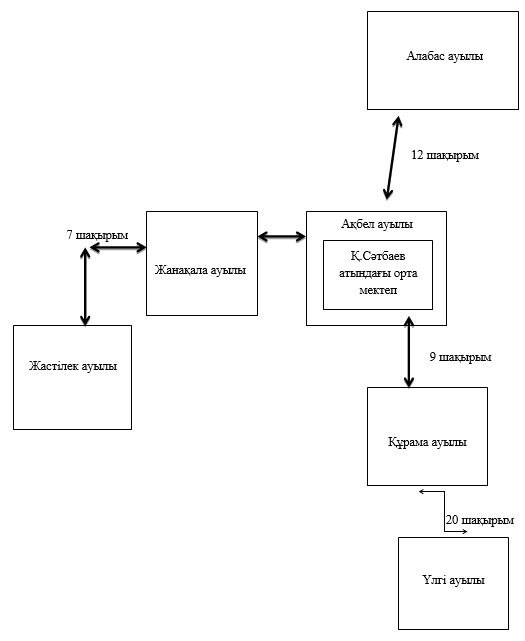 Алабас ауылы
12 шақырым
Ақбел ауылы
7 шақырым
Қ.Сәтбаев
атындағы орта
мектеп
Жанақала ауылы
9 шақырым
Жастілек ауылы
Құрама ауылы
20 шақырым
Үлгі ауылы